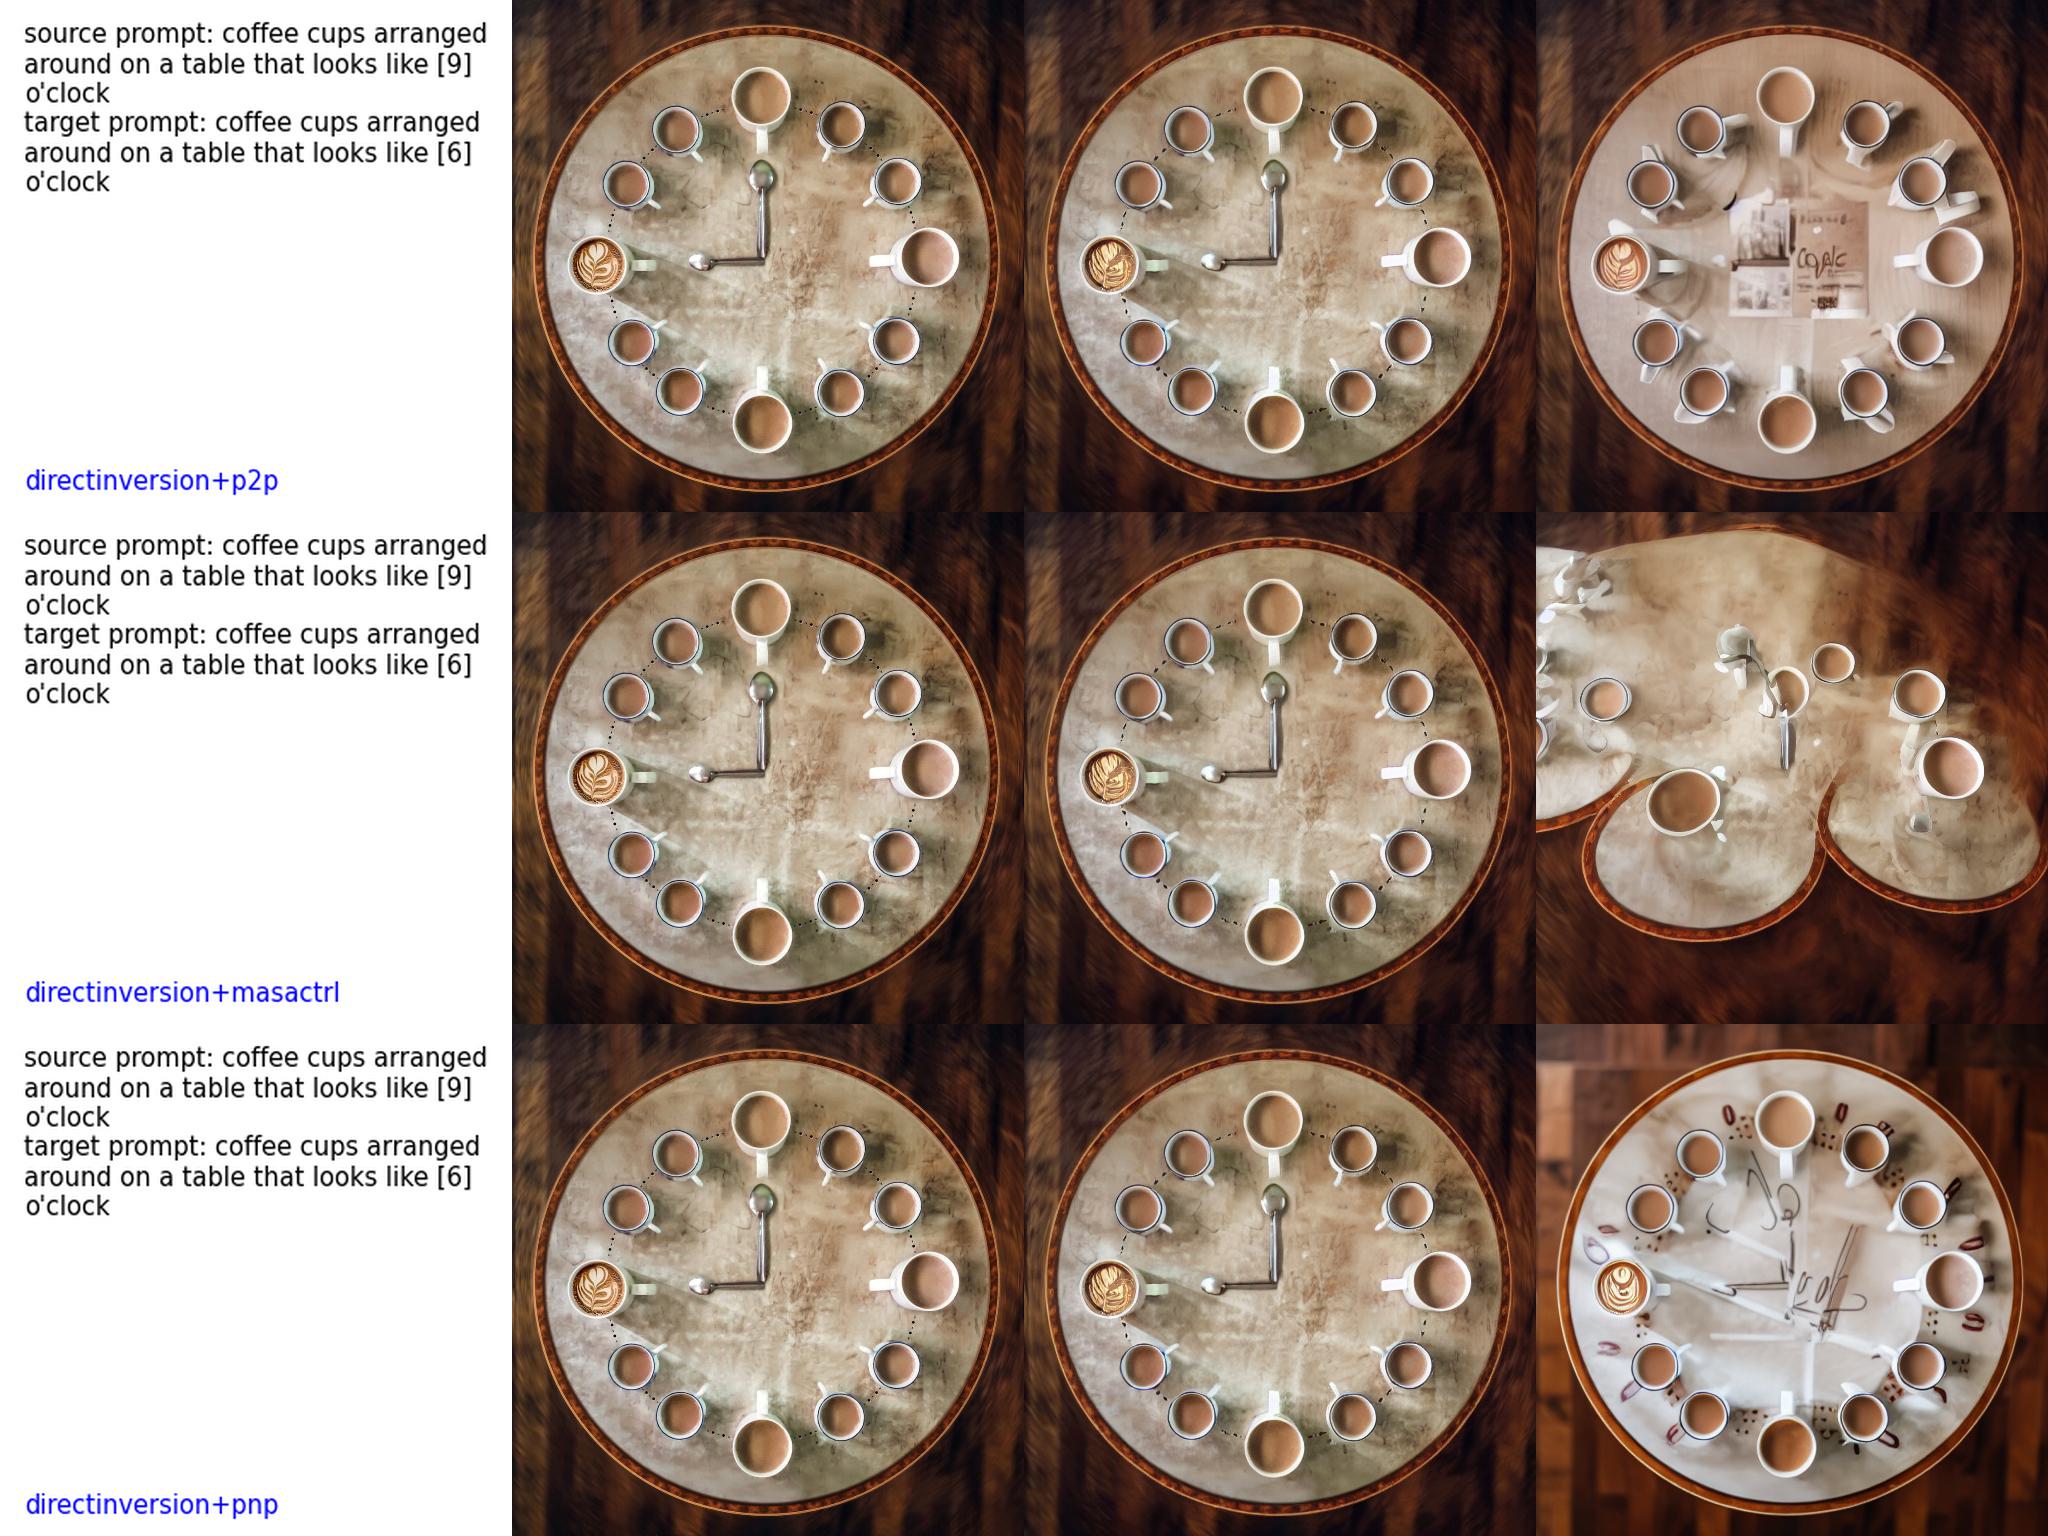 source prompt: coffee cups arranged
around on a table that looks like [9]
o'clock
target prompt: coffee cups arranged
around on a table that looks like [6]
o'clock
directinversion+p2p
source prompt: coffee cups arranged
around on a table that looks like [9]
o'clock
target prompt: coffee cups arranged
around on a table that looks like [6]
o'clock
directinversion+masactrl
source prompt: coffee cups arranged
around on a table that looks like [9]
o'clock
target prompt: coffee cups arranged
around on a table that looks like [6]
o'clock
directinversion+pnp